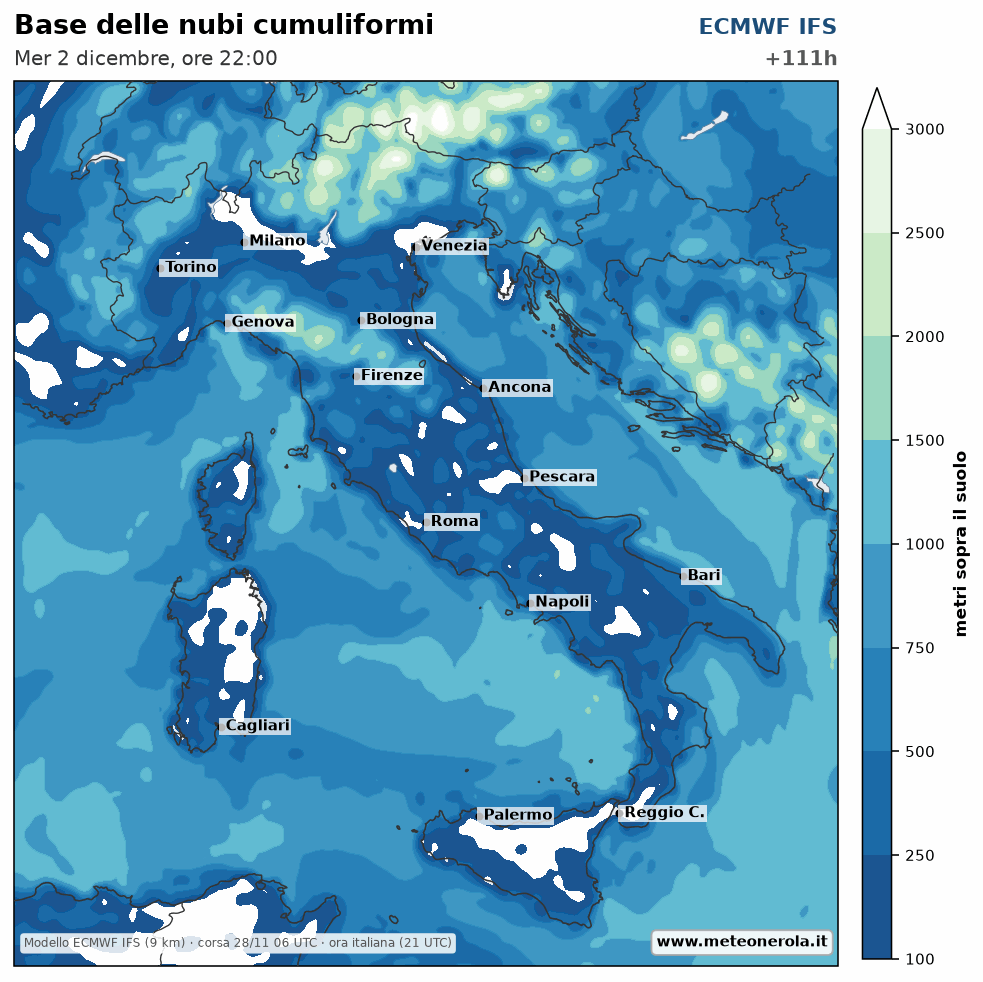 Base delle nubi cumuliformi
ECMWF IFS
Mer 2 dicembre, ore 22:00
+111h
Milano
Venezia
Torino
Genova
Bologna
Firenze
Ancona
Pescara
Roma
Bari
Napoli
Cagliari
Palermo
Reggio C.
3000
2500
2000
1500
1000
750
500
250
100
metri sopra il suolo
Modello ECMWF IFS (9 km) · corsa 28/11 06 UTC · ora italiana (21 UTC)
www.meteonerola.it